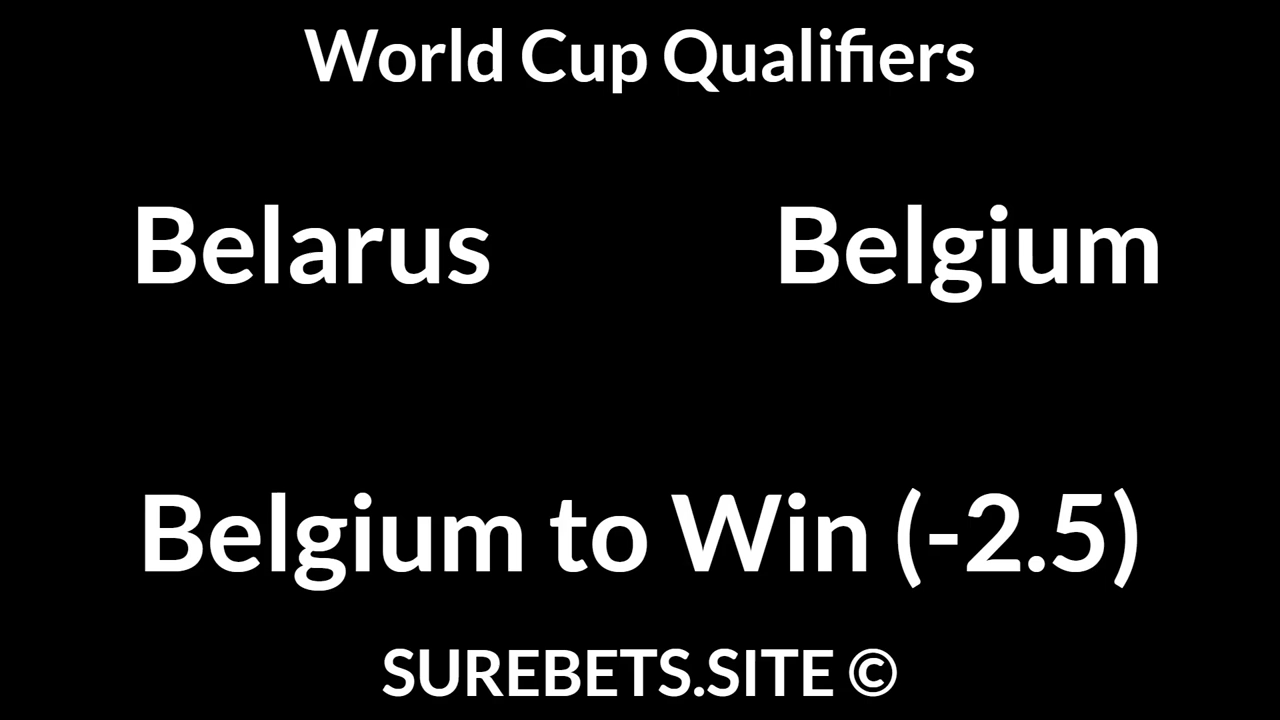 World Cup Qualifiers
Belarus Belgium
Belgium to Win (-2.5)
SUREBETS.SITE ©